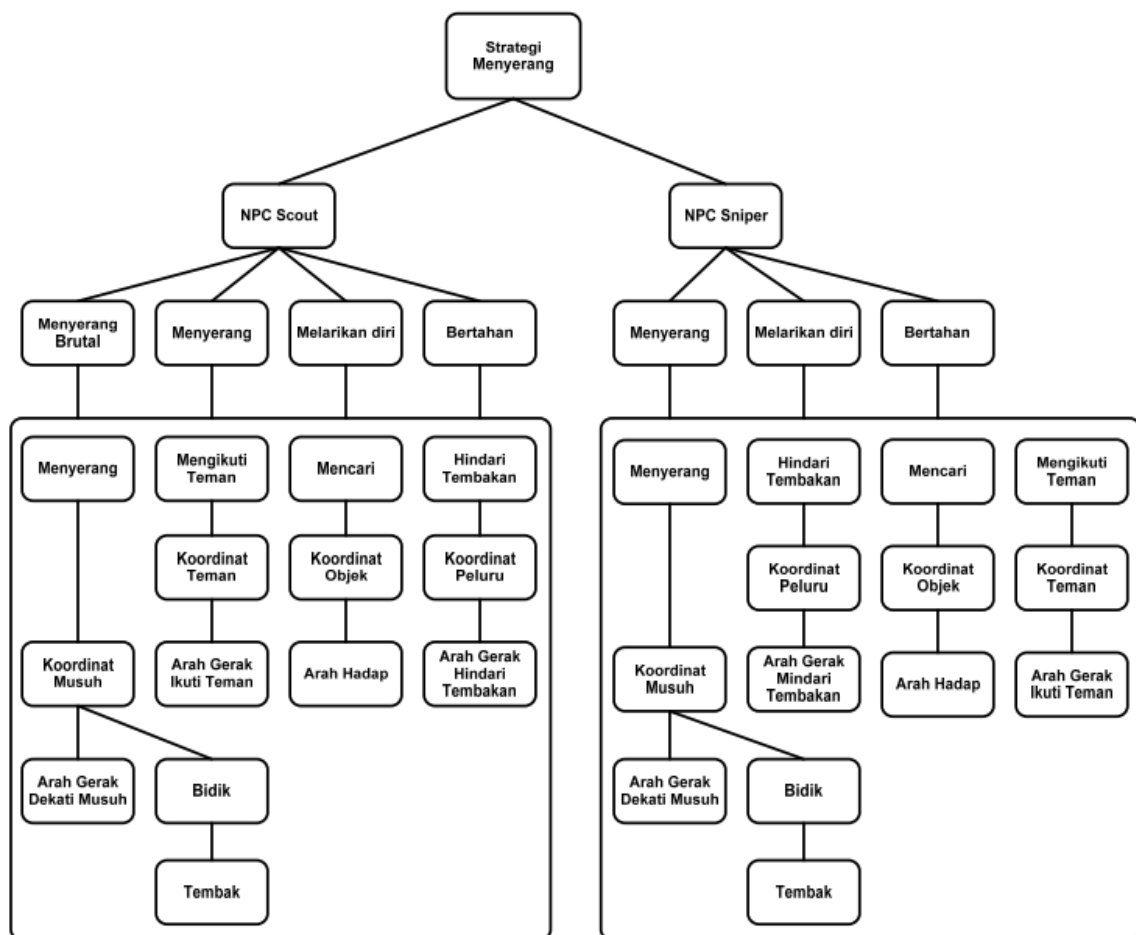 Strategi
Menyerang
NPC Scout
NPC Sniper
Menyerang
Brutal
Menyerang
Melarikan diri
Bertahan
Menyerang
Melarikan diri
Bertahan
Menyerang
Mengikuti
Teman
Mencari
Hindari
Tembakan
Menyerang
Hindari
Tembakan
Mencari
Mengikuti
Teman
Koordinat
Teman
Koordinat
Objek
Koordinat
Peluru
Koordinat
Peluru
Koordinat
Objek
Koordinat
Teman
Koordinat
Musuh
Arah Gerak
Ikuti Teman
Arah Hadap
Arah Gerak
Hindari
Tembakan
Koordinat
Musuh
Arah Gerak
Mindari
Tembakan
Arah Hadap
Arah Gerak
Ikuti Teman
Arah Gerak
Dekati Musuh
Bidik
Arah Gerak
Dekati Musuh
Bidik
Tembak
Tembak